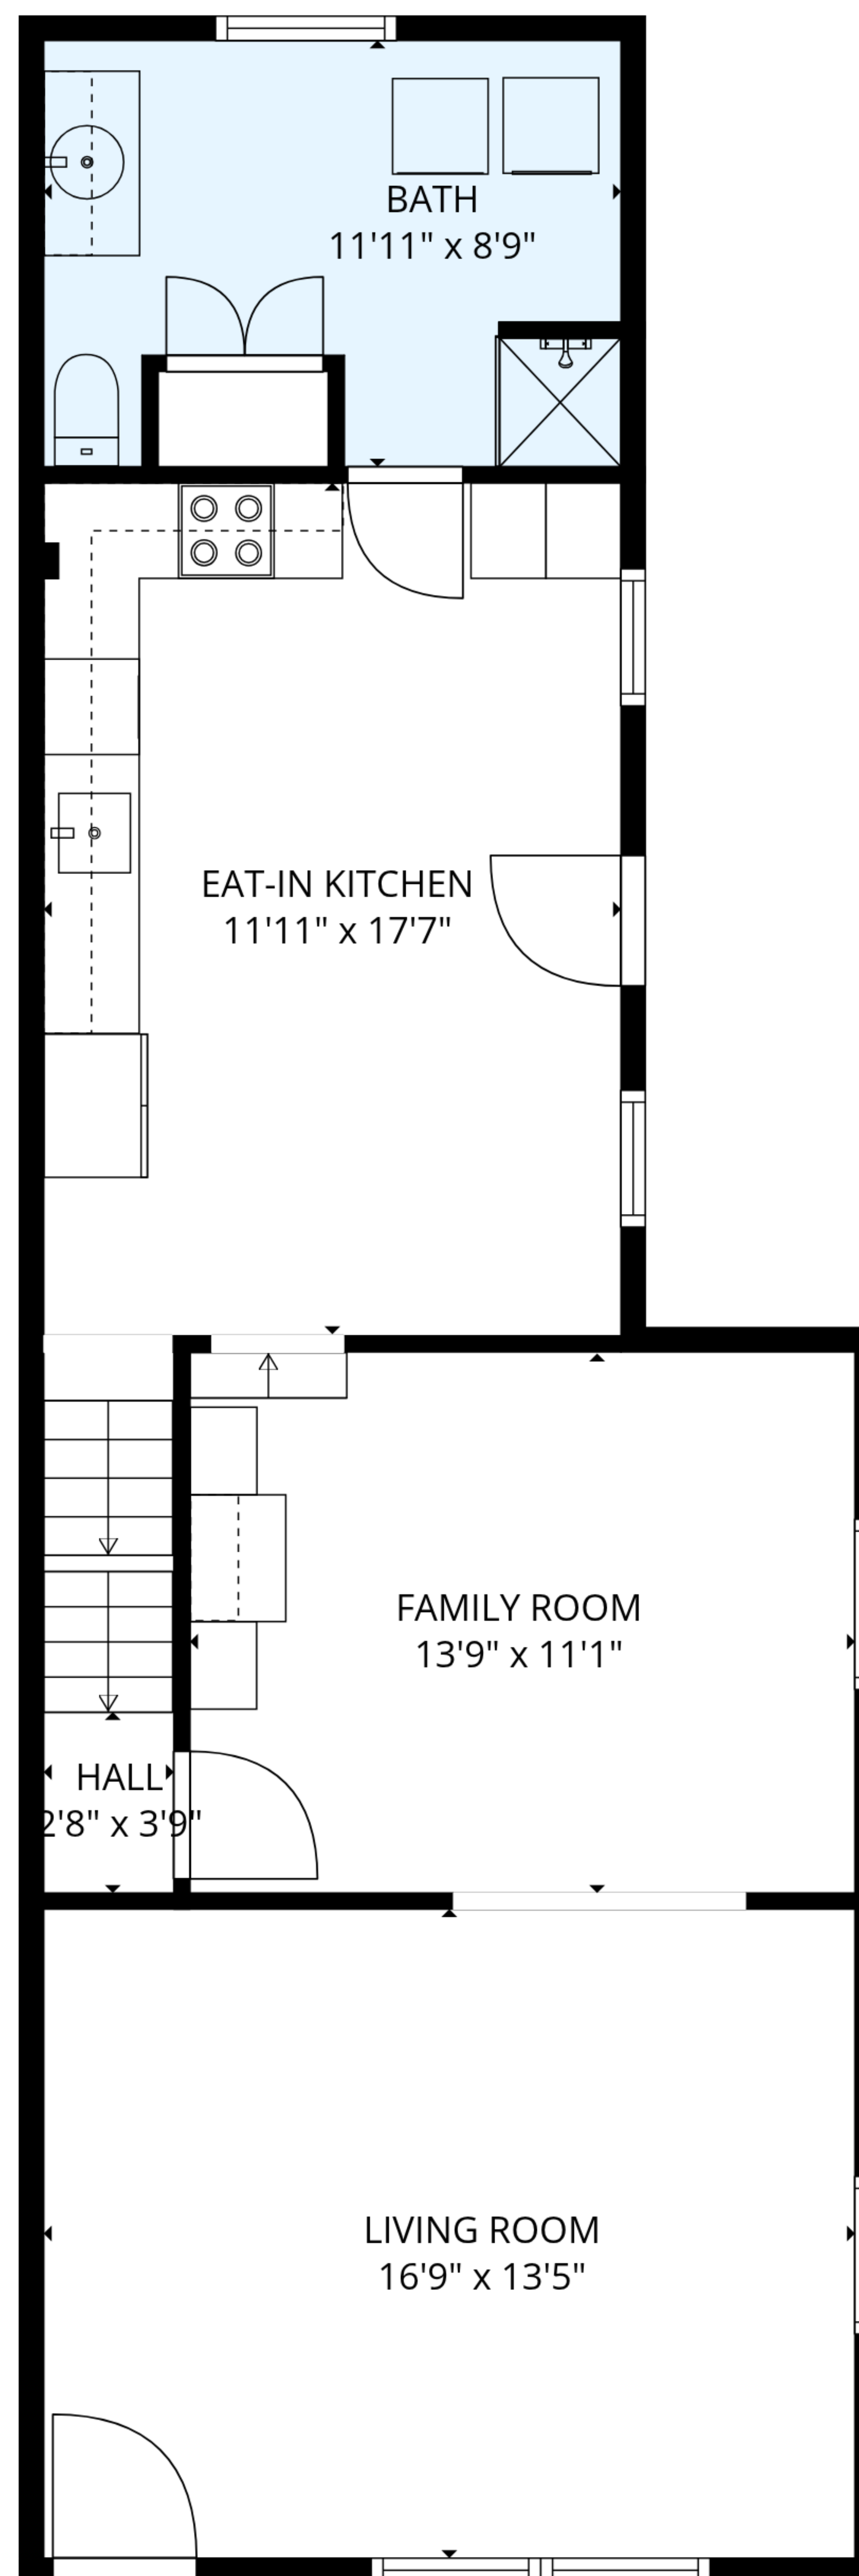 BATH
11'11" x 8'9"
EAT-IN KITCHEN
11'11" x 17'7"
FAMILY ROOM
13'9" x 11'1"
HALL
2'8" x 3'9"
LIVING ROOM
16'9" x 13'5"